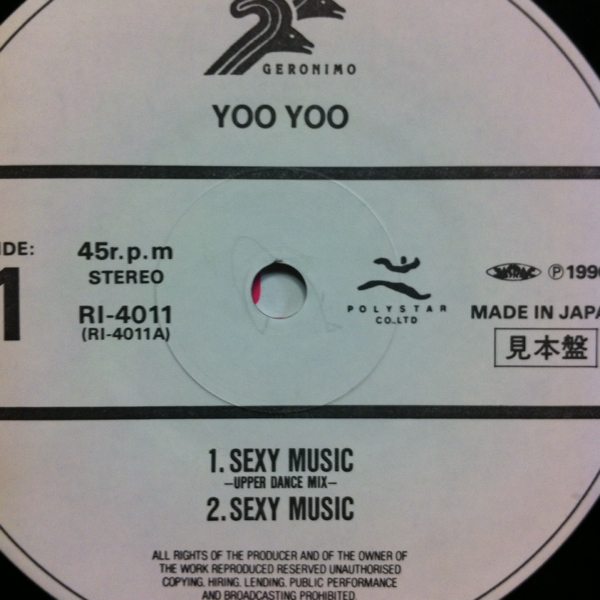 GERONIMO
YOO YOO
IDE:
1
45r.p.m
STEREO
RI-4011
(RI-4011A)
POLYSTAR
CO.,LTD
Ⓟ1990
MADE IN JAPA
見本盤
1. SEXY MUSIC
—UPPER DANCE MIX—
2. SEXY MUSIC
ALL RIGHTS OF THE PRODUCER AND OF THE OWNER OF
THE WORK REPRODUCED RESERVED UNAUTHORISED
COPYING, HIRING, LENDING, PUBLIC PERFORMANCE
AND BROADCASTING PROHIBITED.